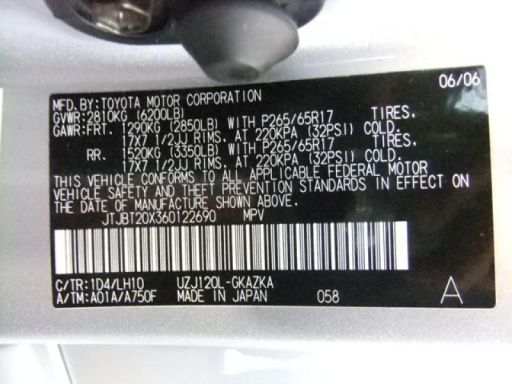 06/06
MFD. BY: TOYOTA MOTOR CORPORATION
GVWR: 2810KG (6200LB)
GAWR: FRT. 1290KG (2850LB) WITH P265/65R17 TIRES,
17X7 1/2JJ RIMS, AT 220KPA (32PSI) COLD.
RR. 1520KG (3350LB) WITH P265/65R17 TIRES,
17X7 1/2JJ RIMS, AT 220KPA (32PSI) COLD.
THIS VEHICLE CONFORMS TO ALL APPLICABLE FEDERAL MOTOR
VEHICLE SAFETY AND THEFT PREVENTION STANDARDS IN EFFECT ON
THE DATE OF MANUFACTURE SHOWN ABOVE.
JTJBT20X360122690 MPV
C/TR: 1D4/LH10 UZJ120L-GKAZKA
A/TM: A01A/A750F MADE IN JAPAN 058 A